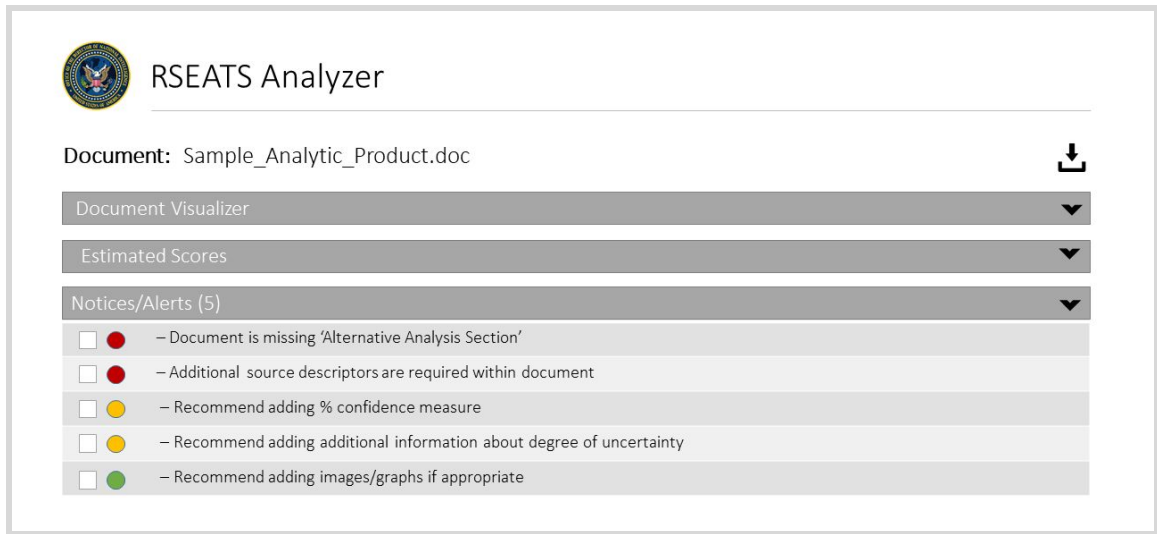 RSEATS Analyzer
Document: Sample_Analytic_Product.doc
Document Visualizer
Estimated Scores
Notices/Alerts (5)
– Document is missing ‘Alternative Analysis Section’
– Additional source descriptors are required within document
– Recommend adding % confidence measure
– Recommend adding additional information about degree of uncertainty
– Recommend adding images/graphs if appropriate